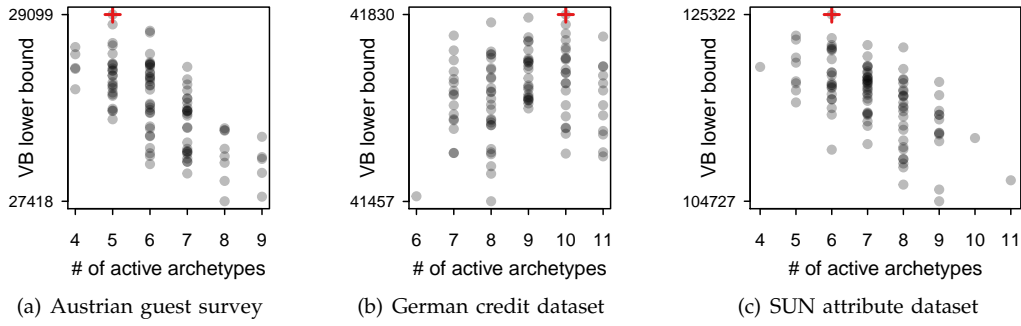 29099
VB lower bound
27418
4 5 6 7 8 9
# of active archetypes
(a) Austrian guest survey
41830
VB lower bound
41457
6 7 8 9 10 11
# of active archetypes
(b) German credit dataset
125322
VB lower bound
104727
4 5 6 7 8 9 10 11
# of active archetypes
(c) SUN attribute dataset